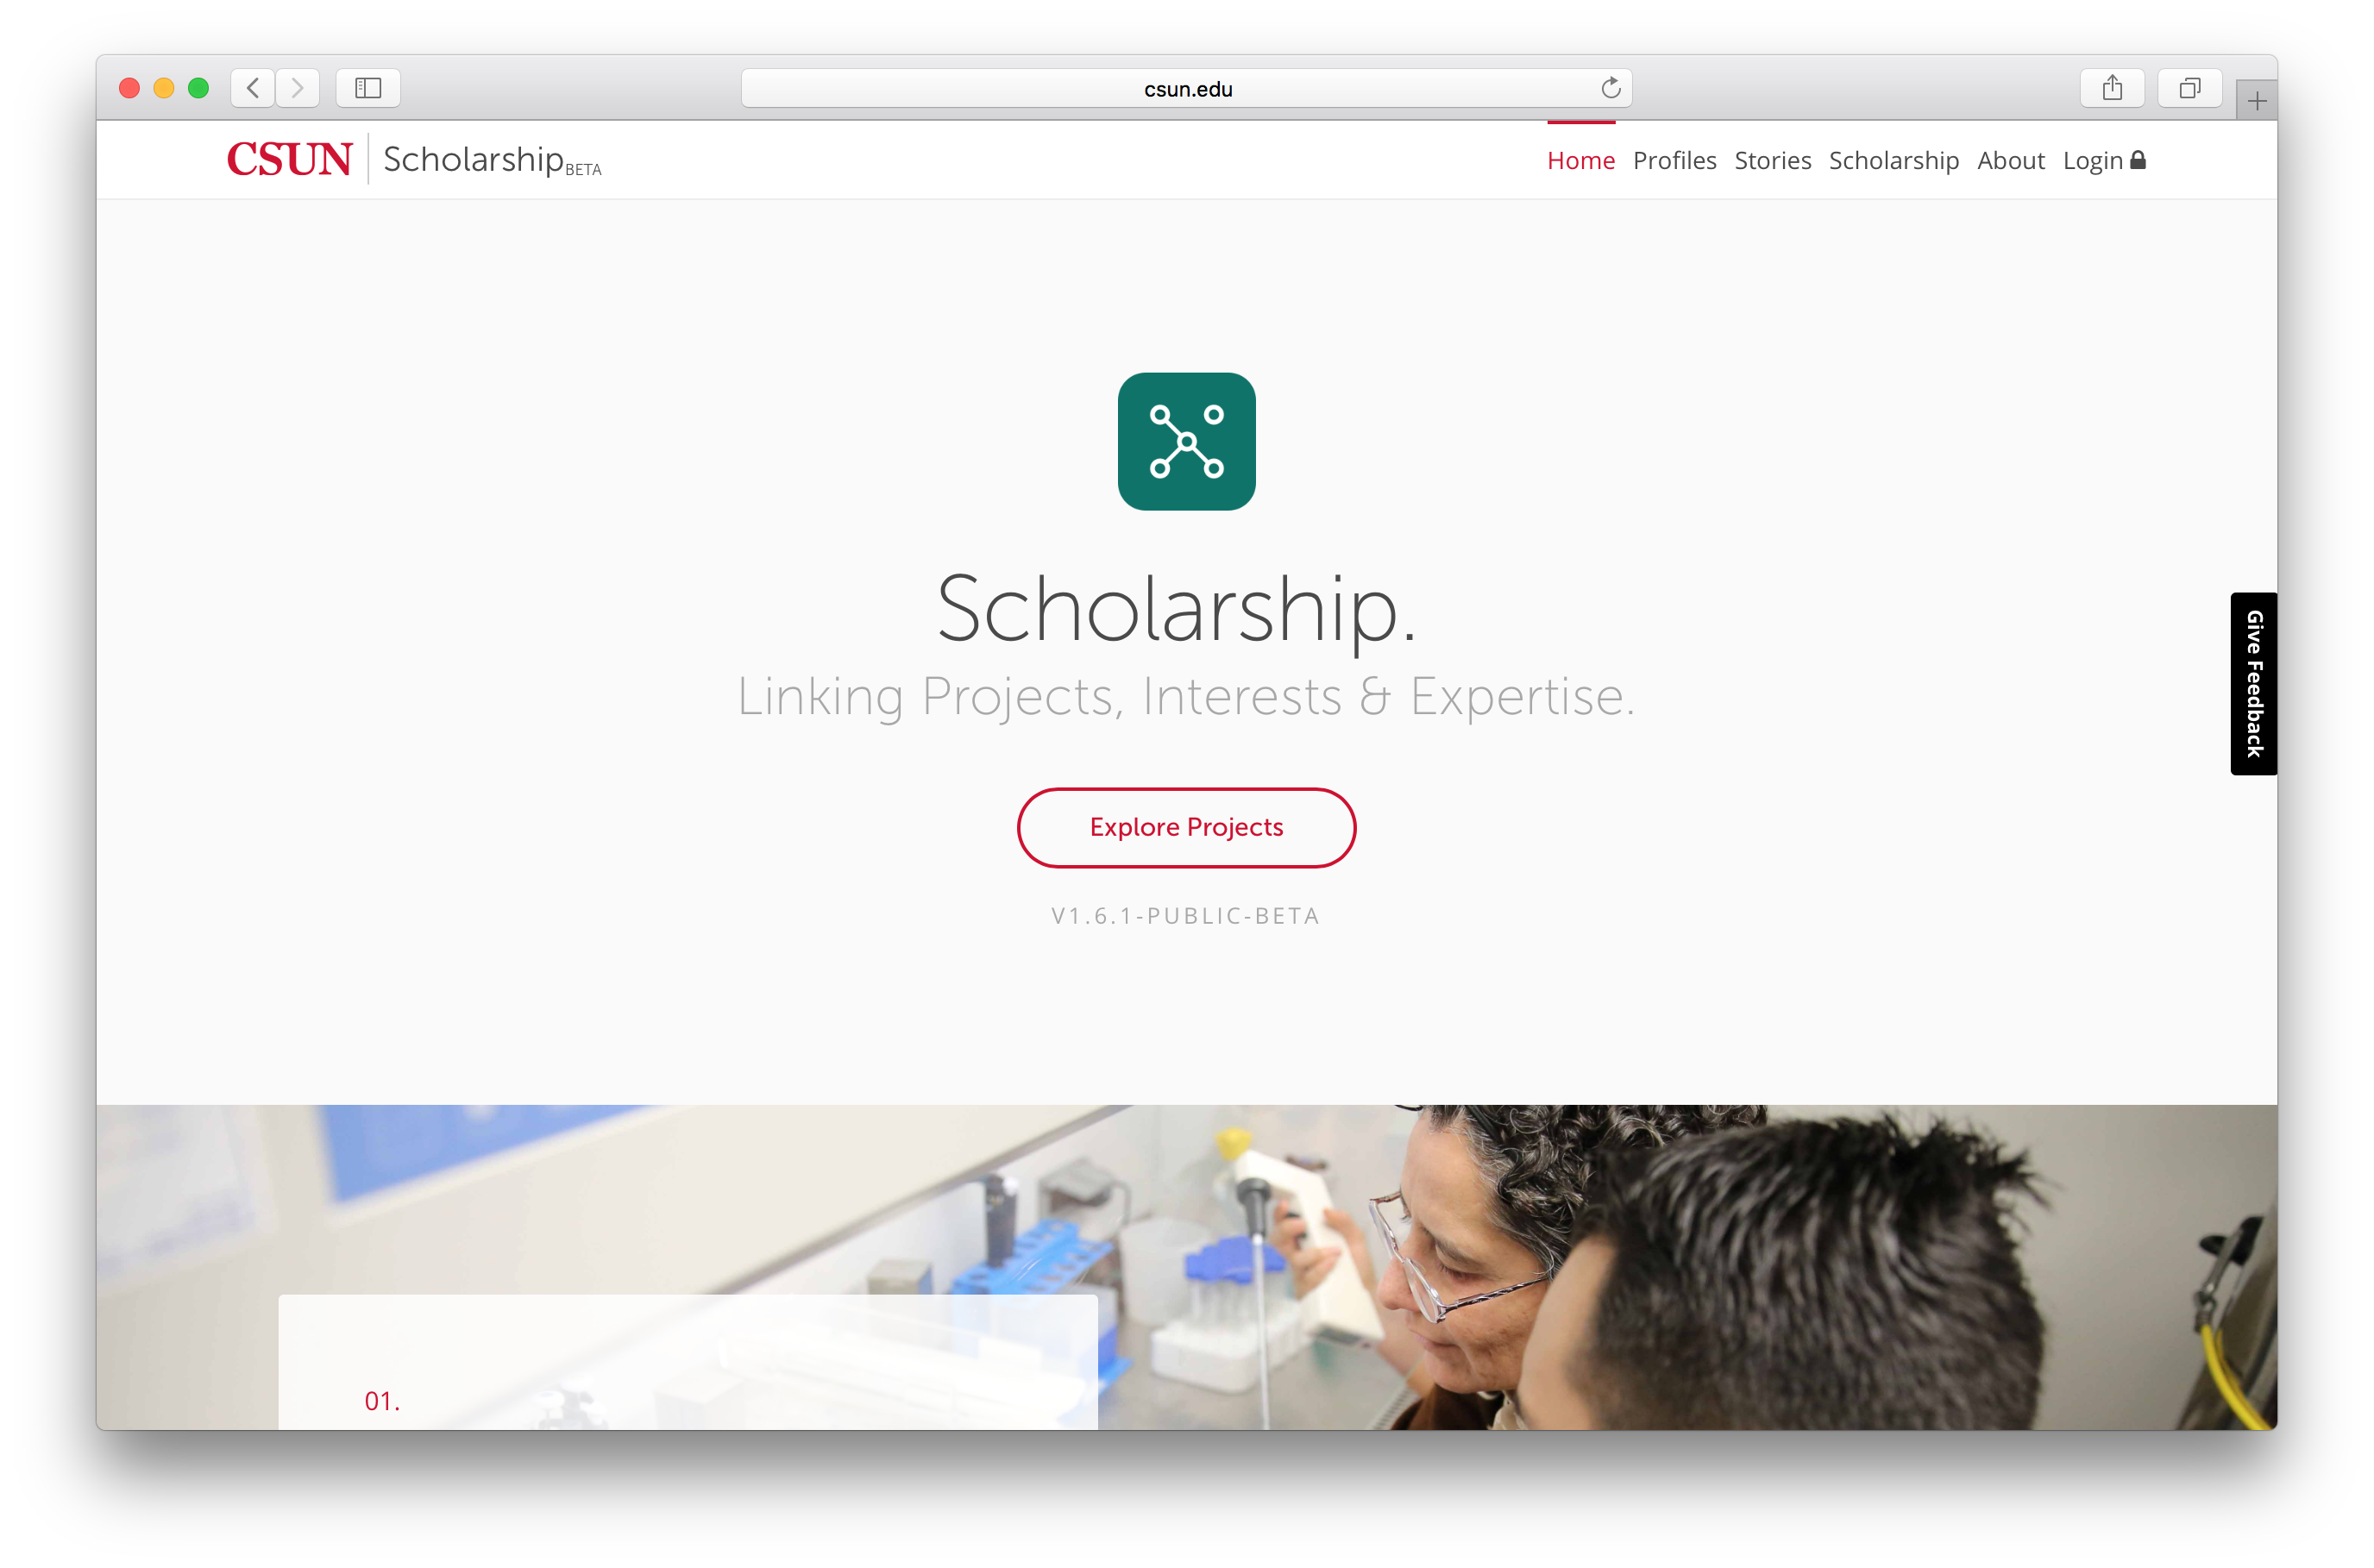 csun.edu
CSUN Scholarship BETA
Home Profiles Stories Scholarship About Login
Scholarship.
Linking Projects, Interests & Expertise.
Explore Projects
V1.6.1-PUBLIC-BETA
Give Feedback
01.